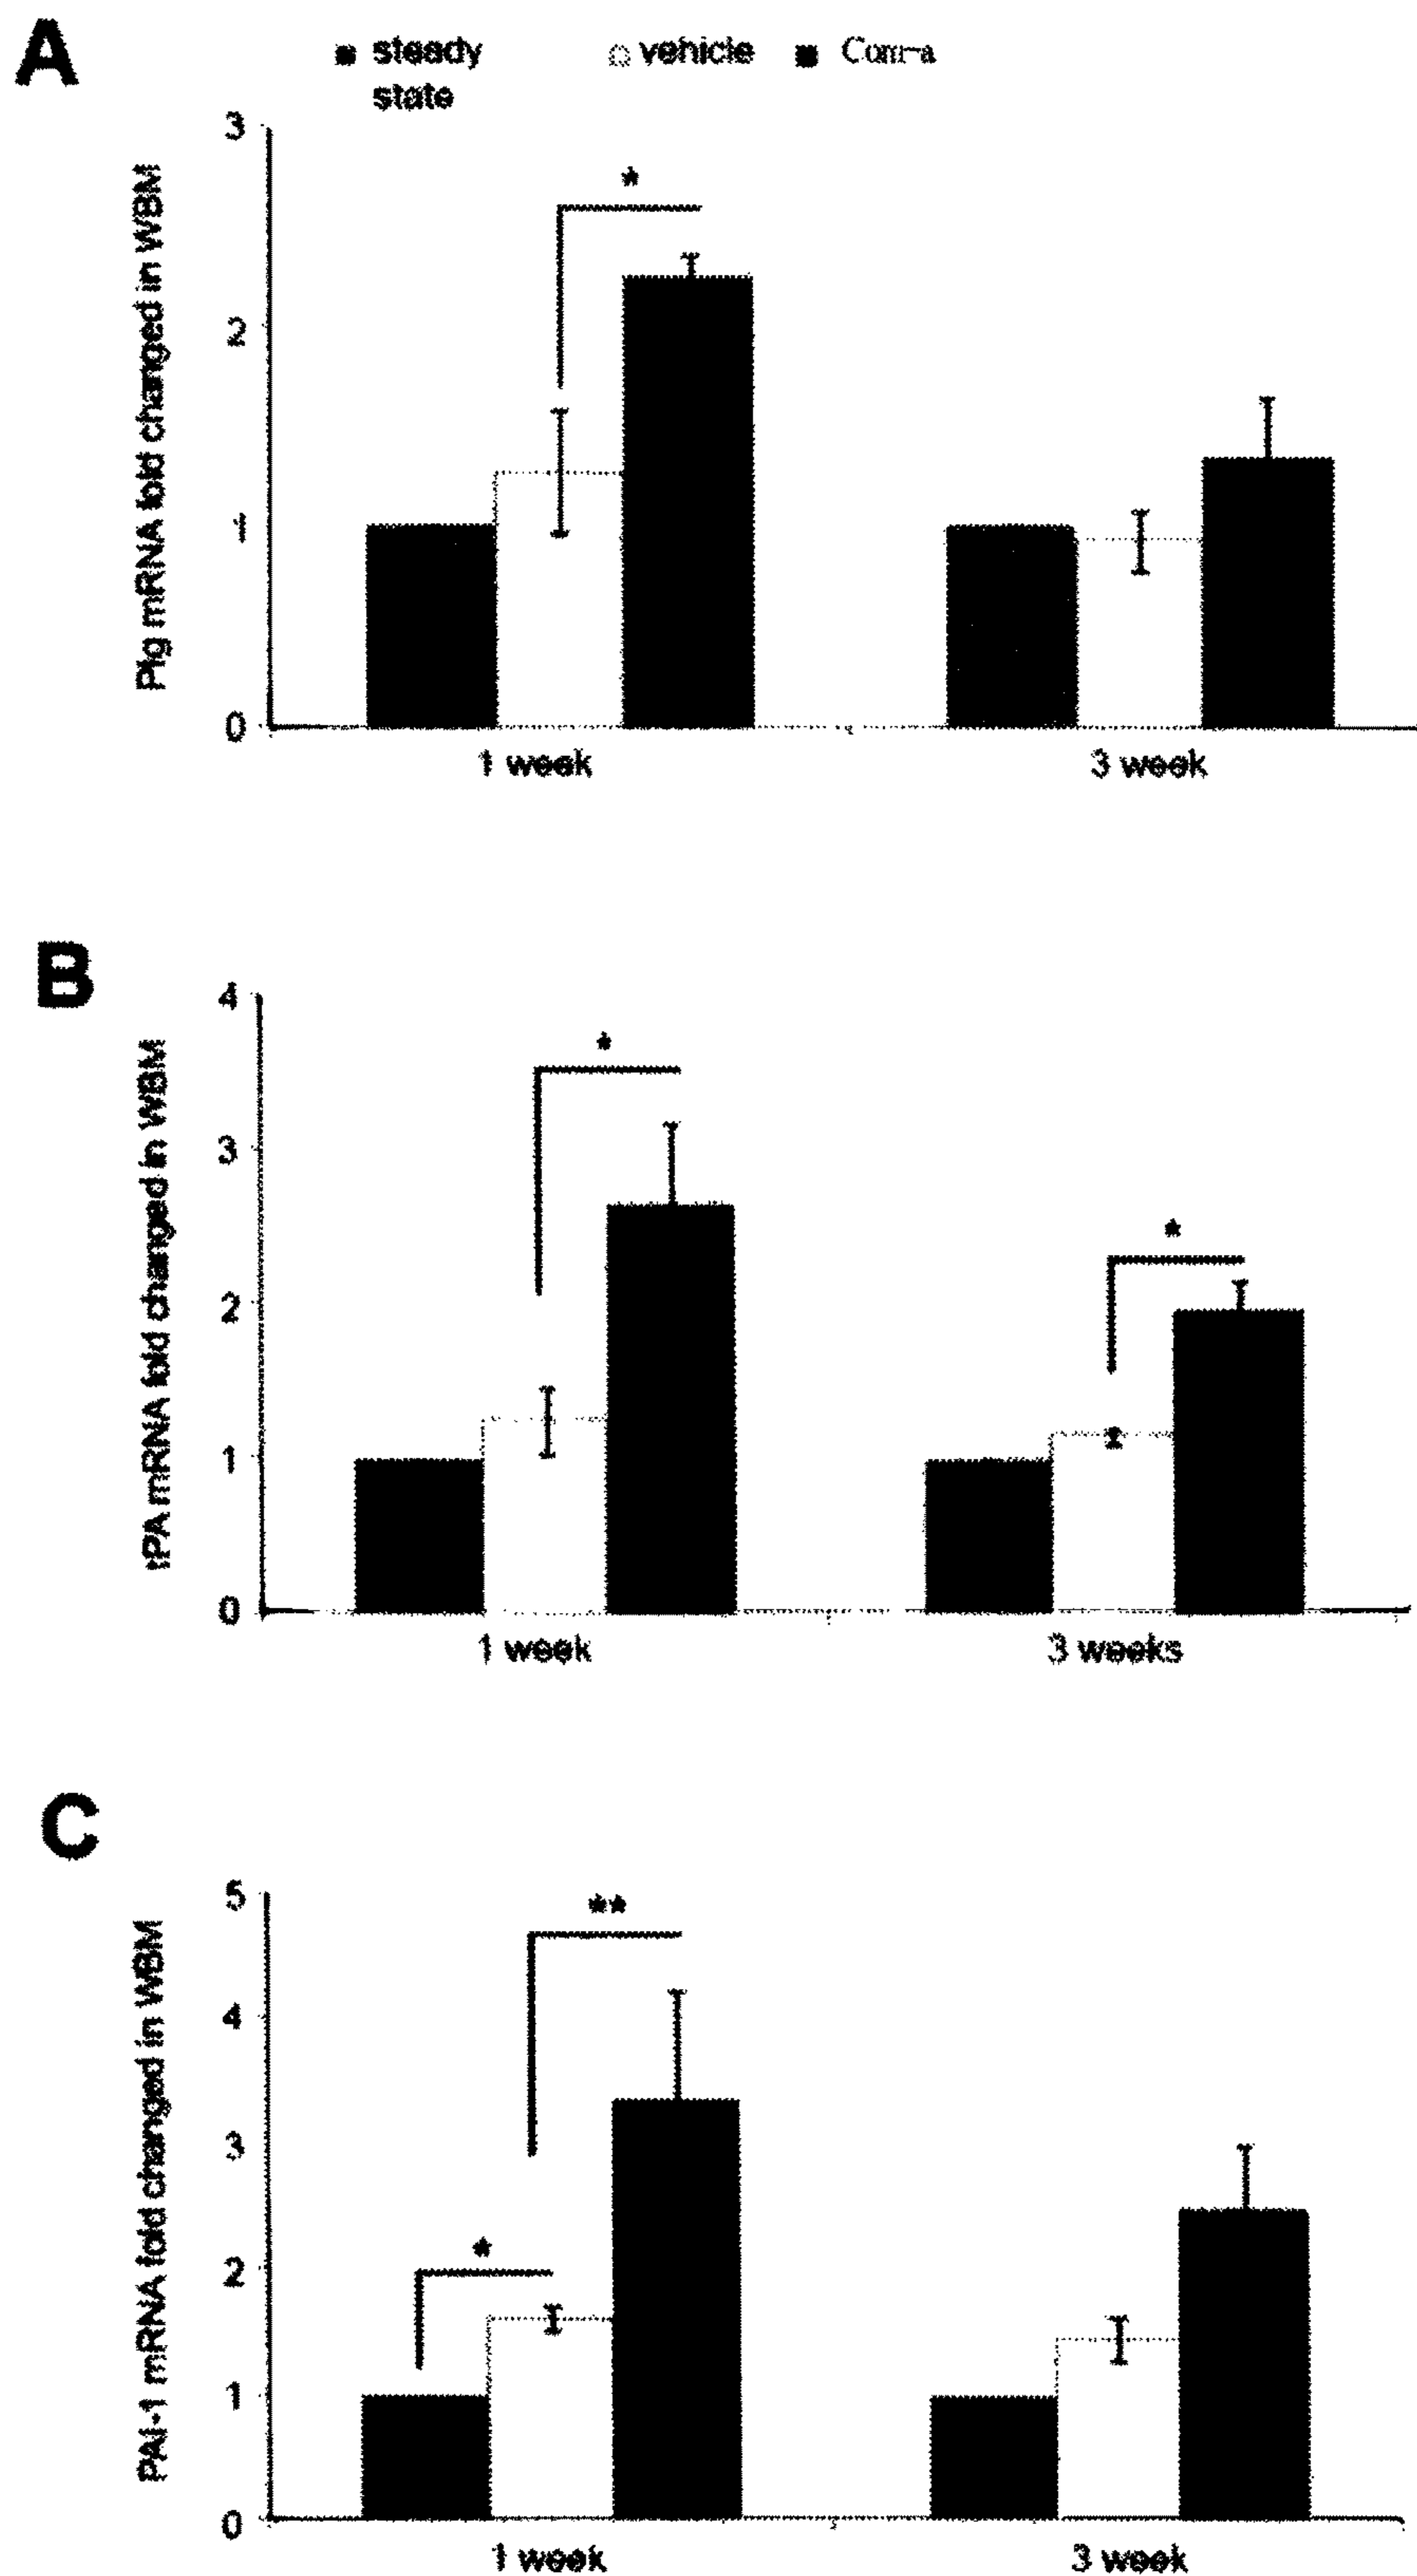 A
steady state
vehicle
Com-a
Plg mRNA fold changed in WBM
3
*
2
1
0
1 week
3 week
B
tPA mRNA fold changed in WBM
4
*
3
*
2
1
0
1 week
3 weeks
C
PAI-1 mRNA fold changed in WBM
5
**
4
3
2
*
1
0
1 week
3 week